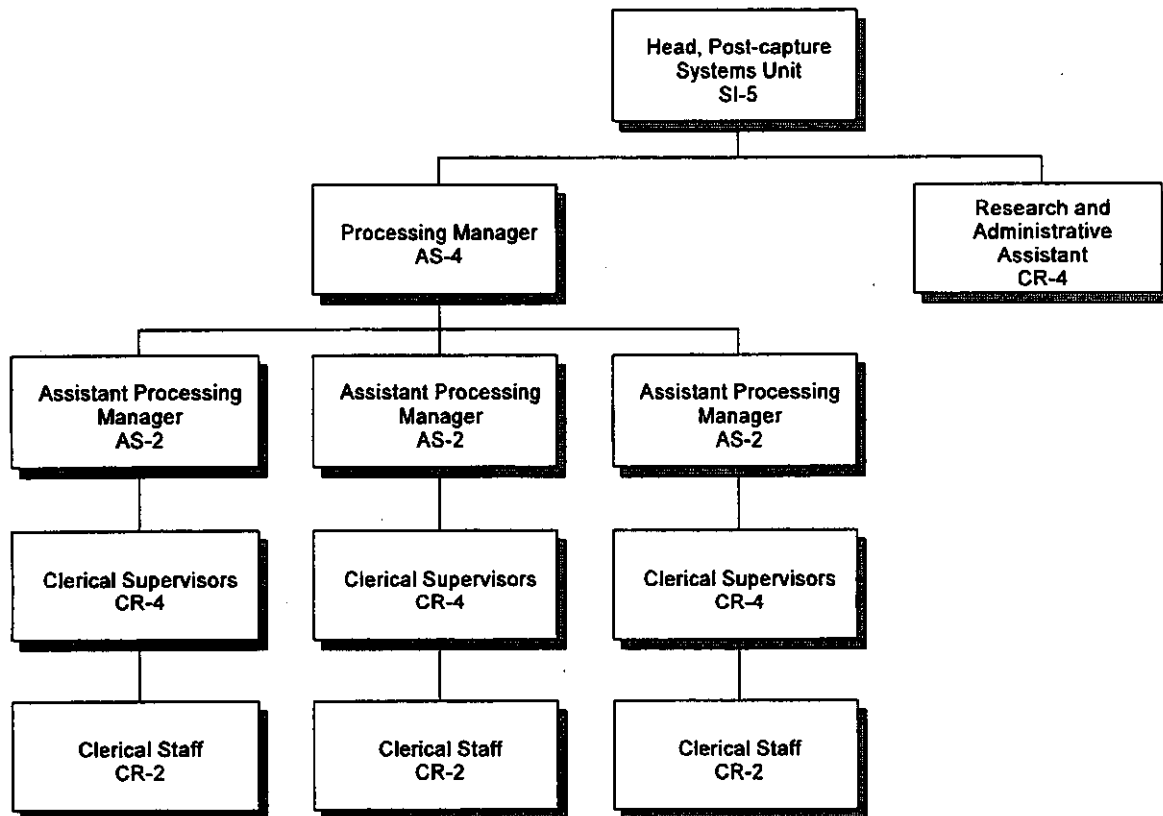 Head, Post-capture
Systems Unit
SI-5
Processing Manager
AS-4
Research and
Administrative
Assistant
CR-4
Assistant Processing
Manager
AS-2
Assistant Processing
Manager
AS-2
Assistant Processing
Manager
AS-2
Clerical Supervisors
CR-4
Clerical Supervisors
CR-4
Clerical Supervisors
CR-4
Clerical Staff
CR-2
Clerical Staff
CR-2
Clerical Staff
CR-2